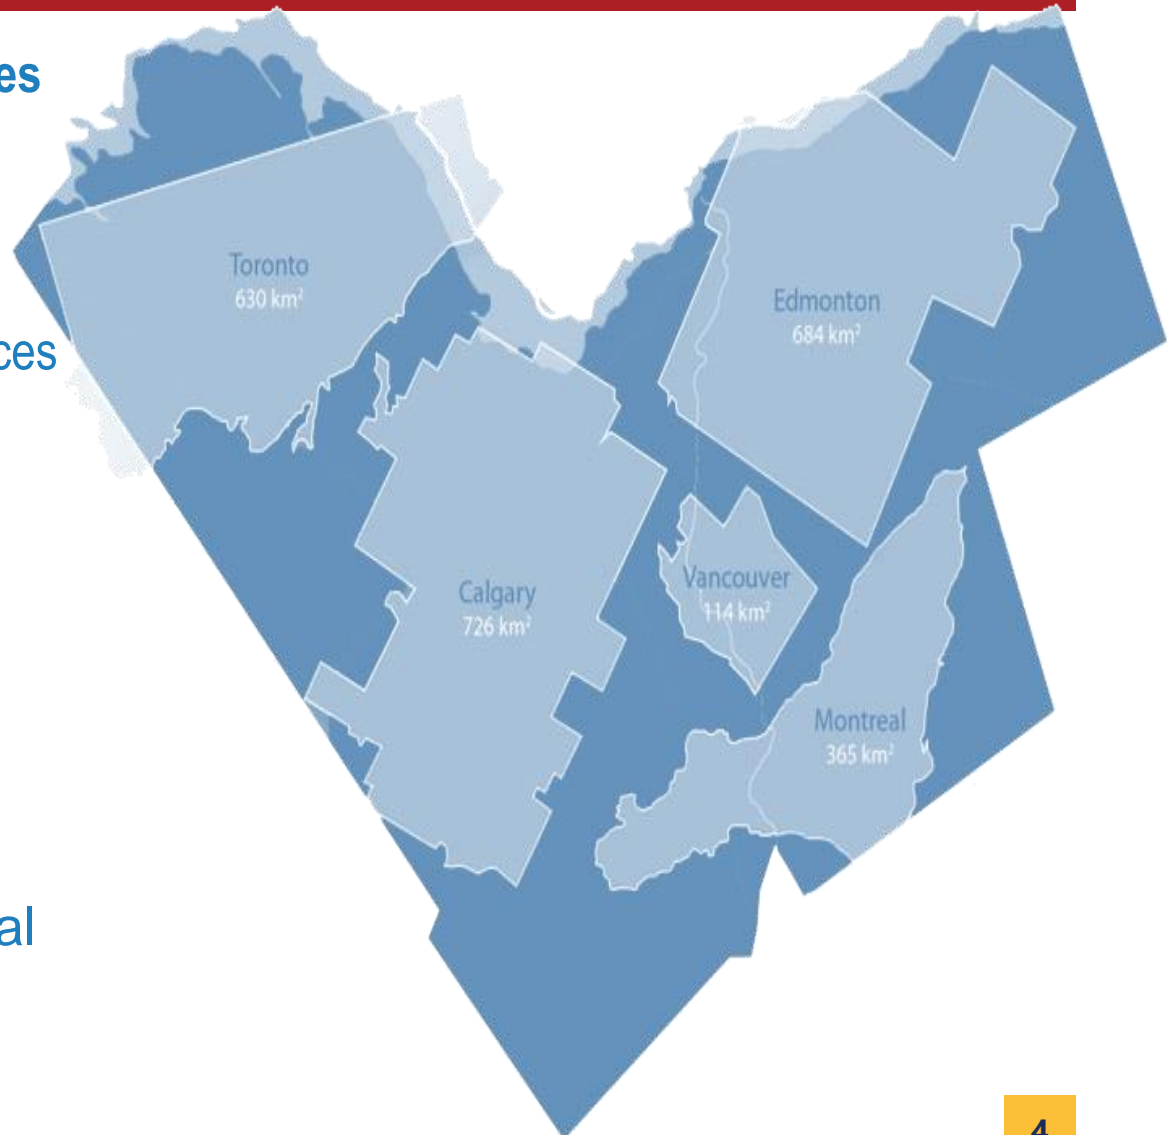 es
Toronto
630 km²
Edmonton
684 km²
ces
Vancouver
114 km²
Calgary
726 km²
Montreal
365 km²
al
4